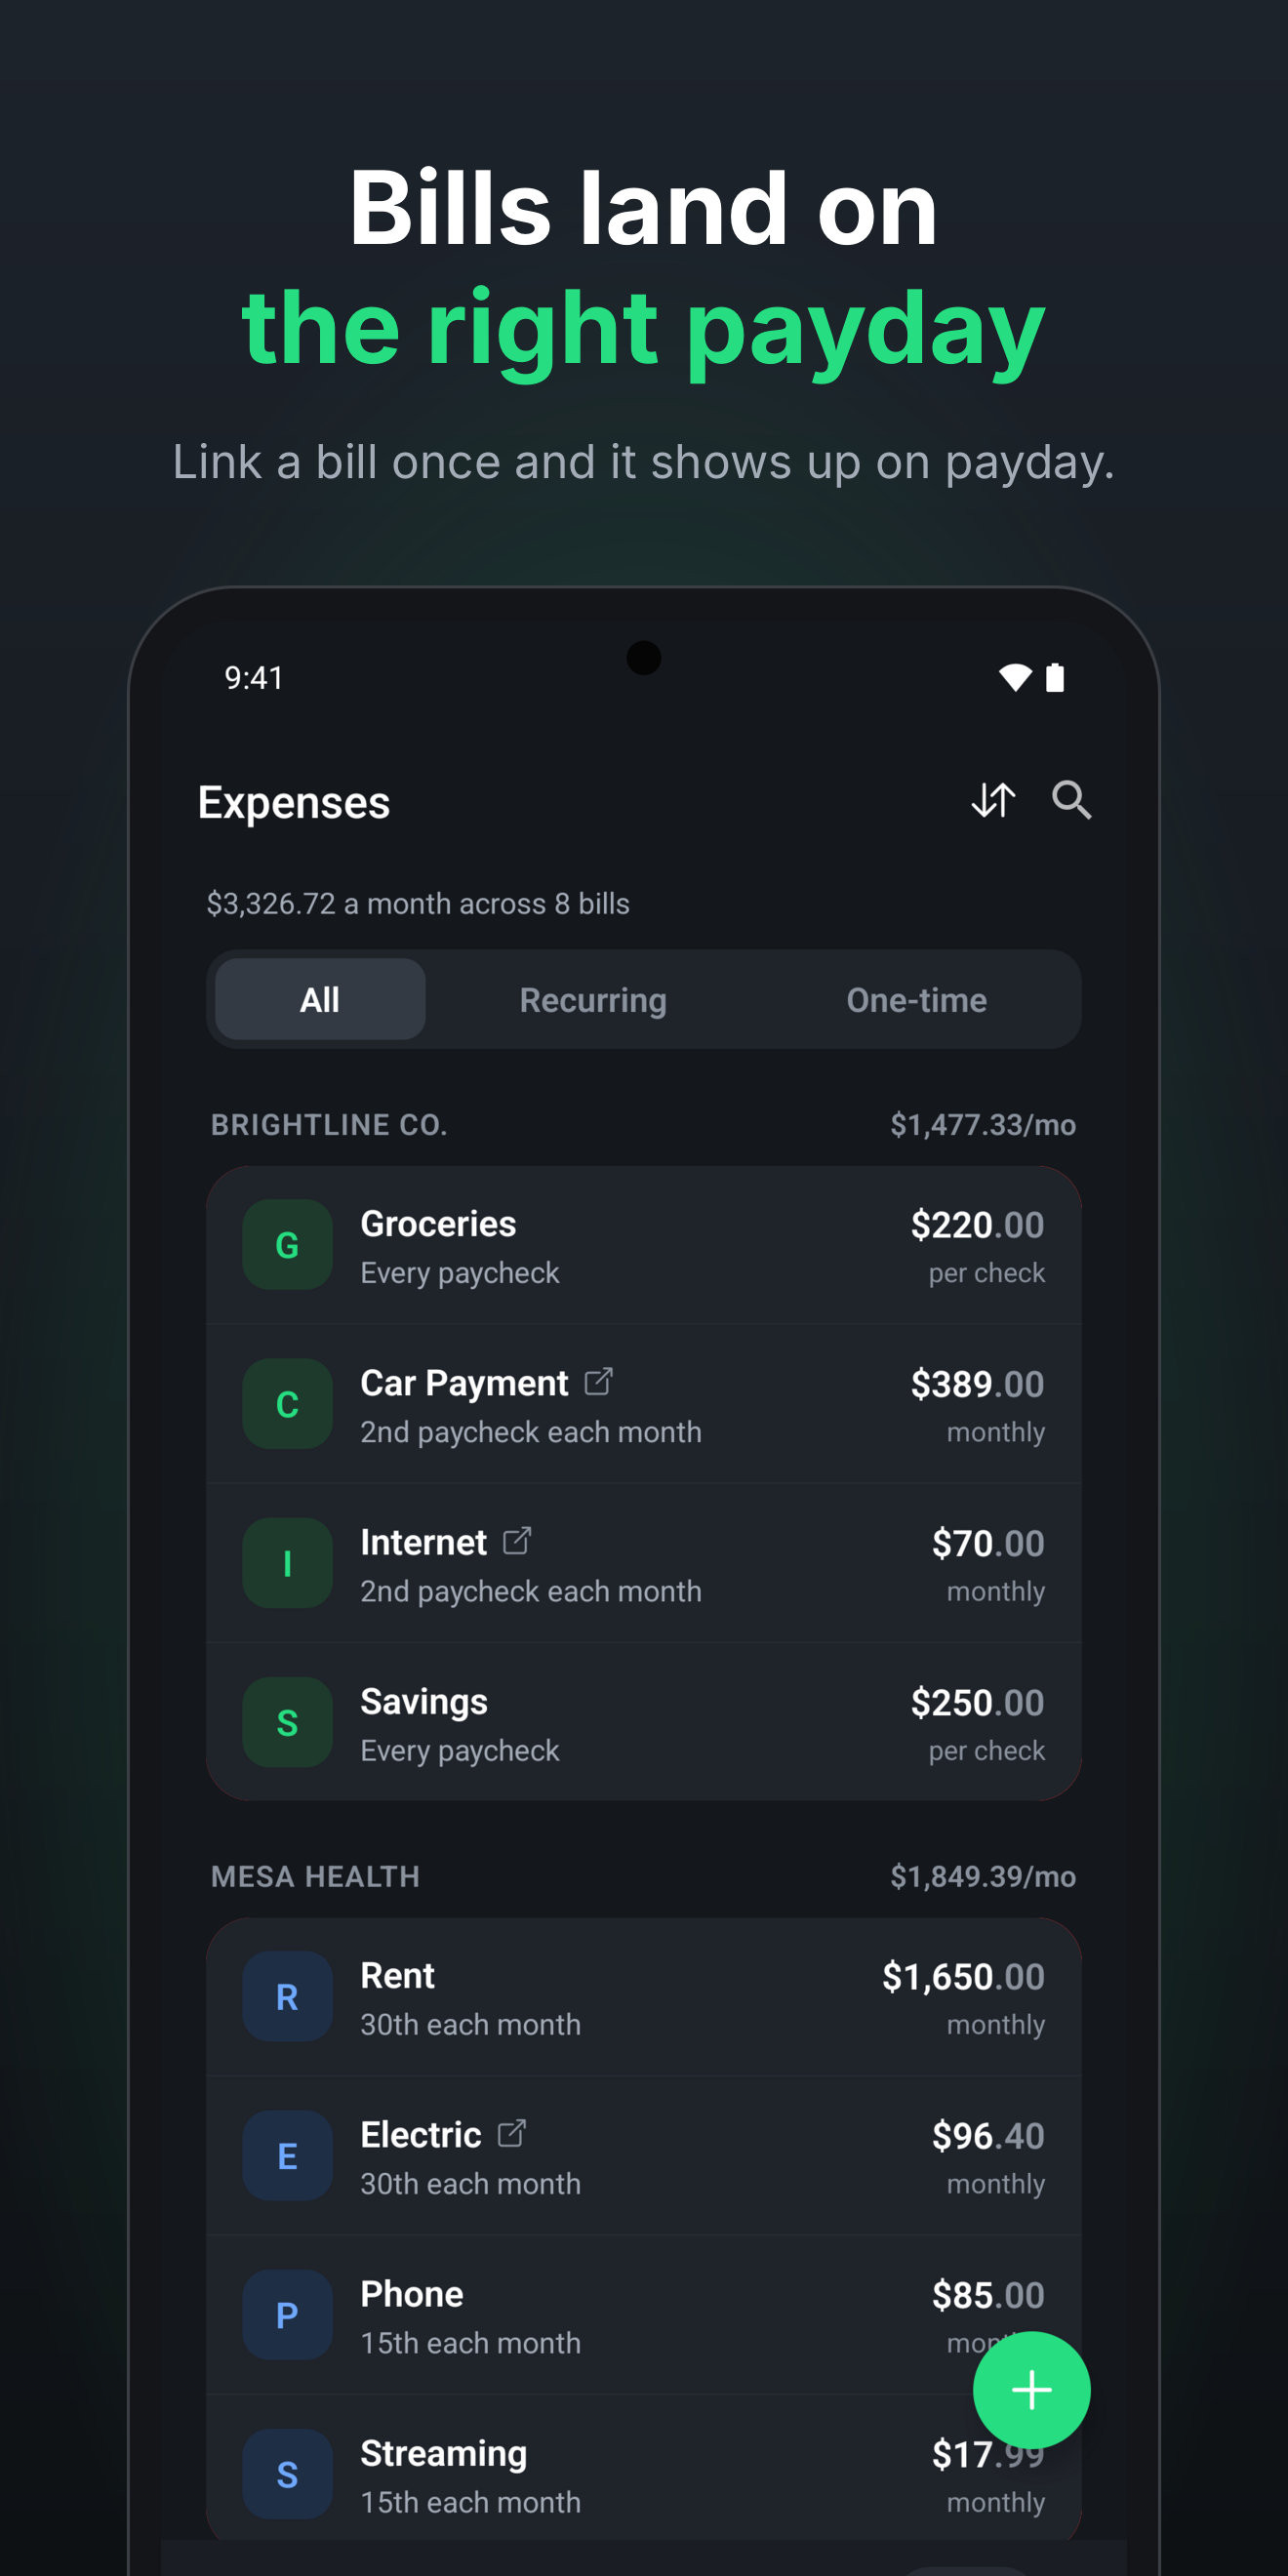 Bills land on
the right payday
Link a bill once and it shows up on payday.
9:41
Expenses
$3,326.72 a month across 8 bills
All Recurring One-time
BRIGHTLINE CO. $1,477.33/mo
G Groceries $220.00
Every paycheck per check
C Car Payment $389.00
2nd paycheck each month monthly
I Internet $70.00
2nd paycheck each month monthly
S Savings $250.00
Every paycheck per check
MESA HEALTH $1,849.39/mo
R Rent $1,650.00
30th each month monthly
E Electric $96.40
30th each month monthly
P Phone $85.00
15th each month
S Streaming $17.99
15th each month monthly